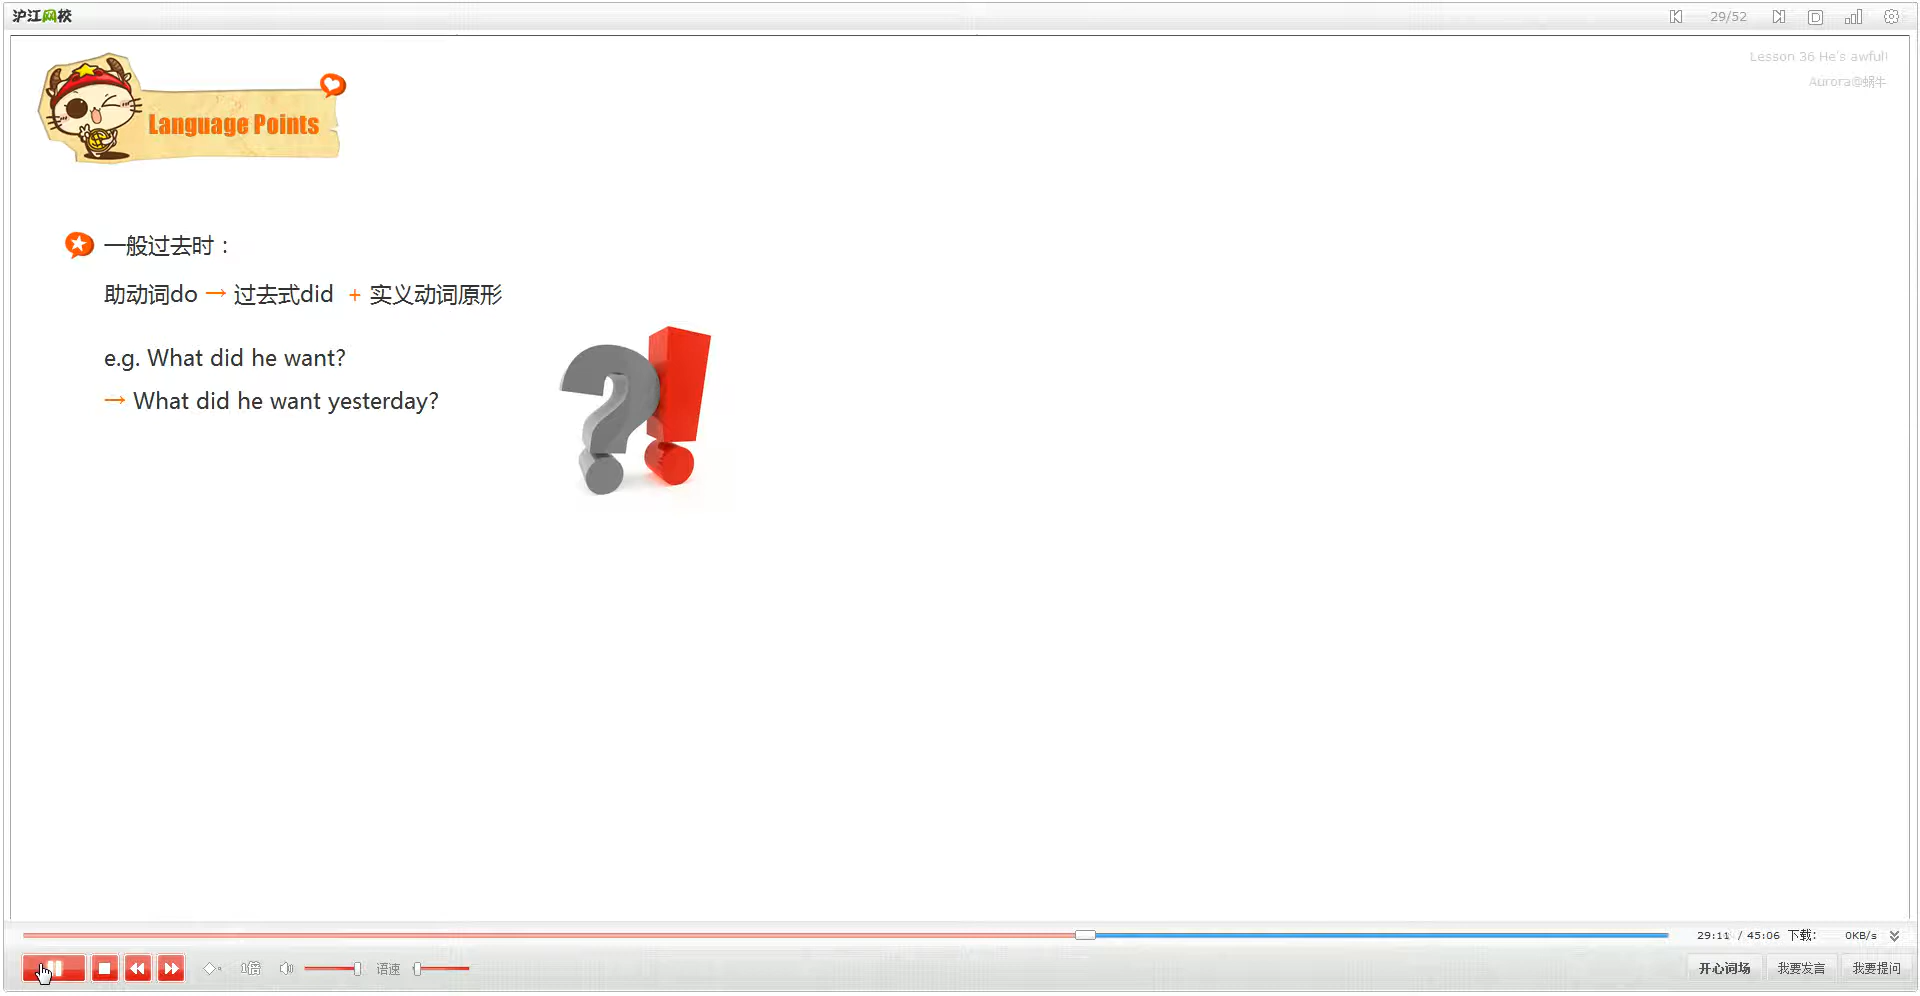 沪江网校
29/52
Lesson 36 He's awful!
Aurora@蜗牛
Language Points
一般过去时：
助动词do → 过去式did + 实义动词原形
e.g. What did he want?
→ What did he want yesterday?
29:11 / 45:06 下载： 0KB/s
1倍 语速
开心词场 我要发言 我要提问